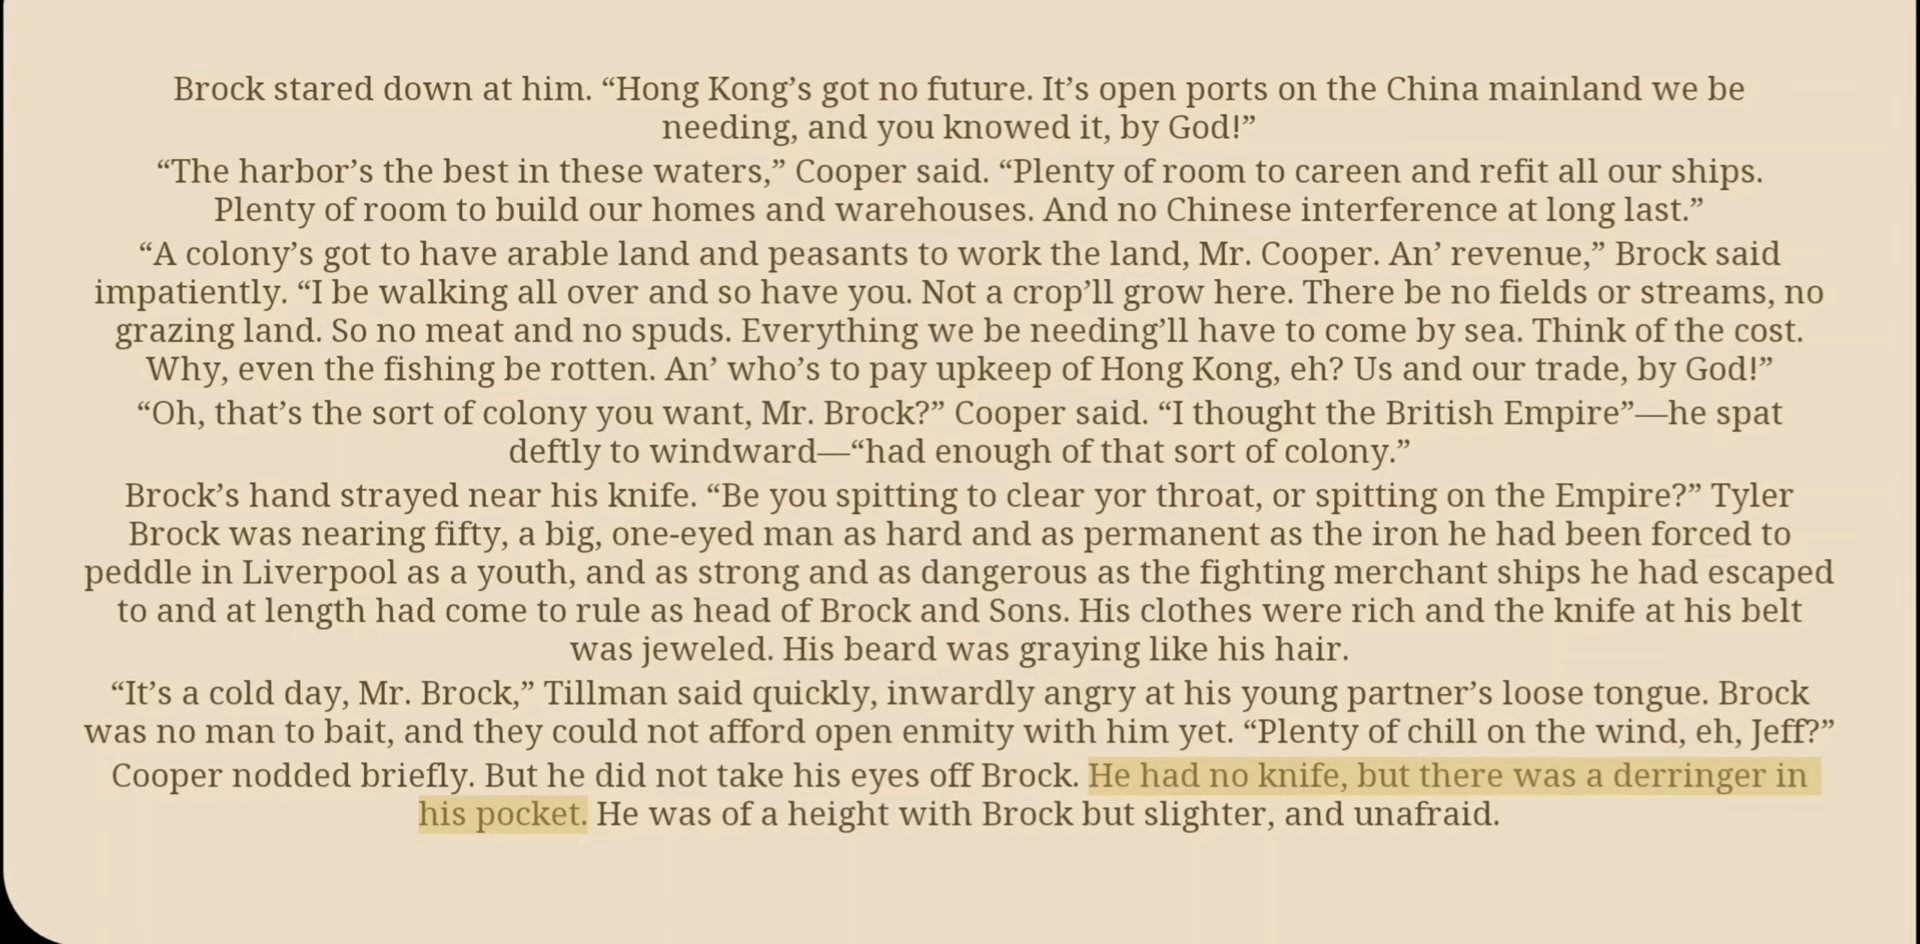 Brock stared down at him. “Hong Kong’s got no future. It’s open ports on the China mainland we be
needing, and you knowed it, by God!”
“The harbor’s the best in these waters,” Cooper said. “Plenty of room to careen and refit all our ships.
Plenty of room to build our homes and warehouses. And no Chinese interference at long last.”
“A colony’s got to have arable land and peasants to work the land, Mr. Cooper. An’ revenue,” Brock said
impatiently. “I be walking all over and so have you. Not a crop’ll grow here. There be no fields or streams, no
grazing land. So no meat and no spuds. Everything we be needing’ll have to come by sea. Think of the cost.
Why, even the fishing be rotten. An’ who’s to pay upkeep of Hong Kong, eh? Us and our trade, by God!”
“Oh, that’s the sort of colony you want, Mr. Brock?” Cooper said. “I thought the British Empire”—he spat
deftly to windward—“had enough of that sort of colony.”
Brock’s hand strayed near his knife. “Be you spitting to clear yor throat, or spitting on the Empire?” Tyler
Brock was nearing fifty, a big, one-eyed man as hard and as permanent as the iron he had been forced to
peddle in Liverpool as a youth, and as strong and as dangerous as the fighting merchant ships he had escaped
to and at length had come to rule as head of Brock and Sons. His clothes were rich and the knife at his belt
was jeweled. His beard was graying like his hair.
“It’s a cold day, Mr. Brock,” Tillman said quickly, inwardly angry at his young partner’s loose tongue. Brock
was no man to bait, and they could not afford open enmity with him yet. “Plenty of chill on the wind, eh, Jeff?”
Cooper nodded briefly. But he did not take his eyes off Brock. He had no knife, but there was a derringer in
his pocket. He was of a height with Brock but slighter, and unafraid.